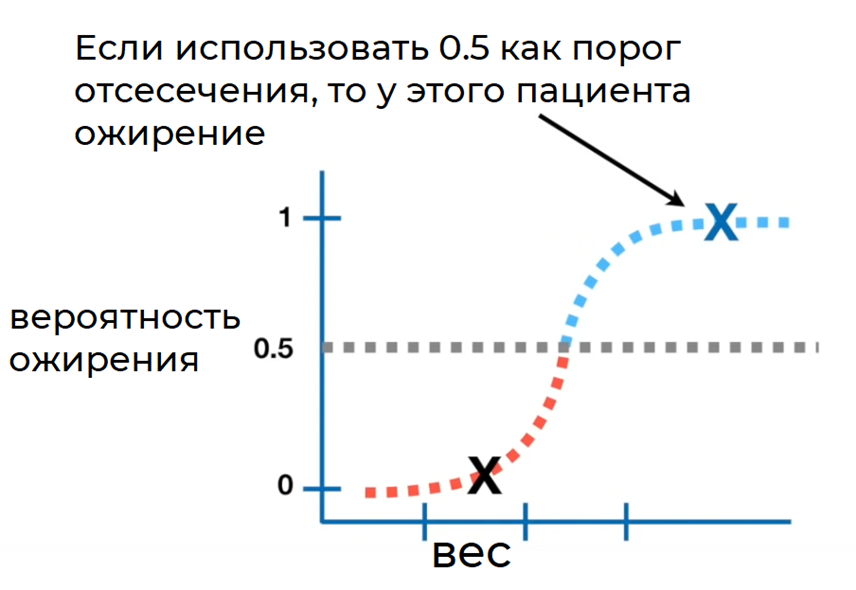 Если использовать 0.5 как порог
отсесечения, то у этого пациента
ожирение
1
вероятность
ожирения
0.5
0
X
X
вес